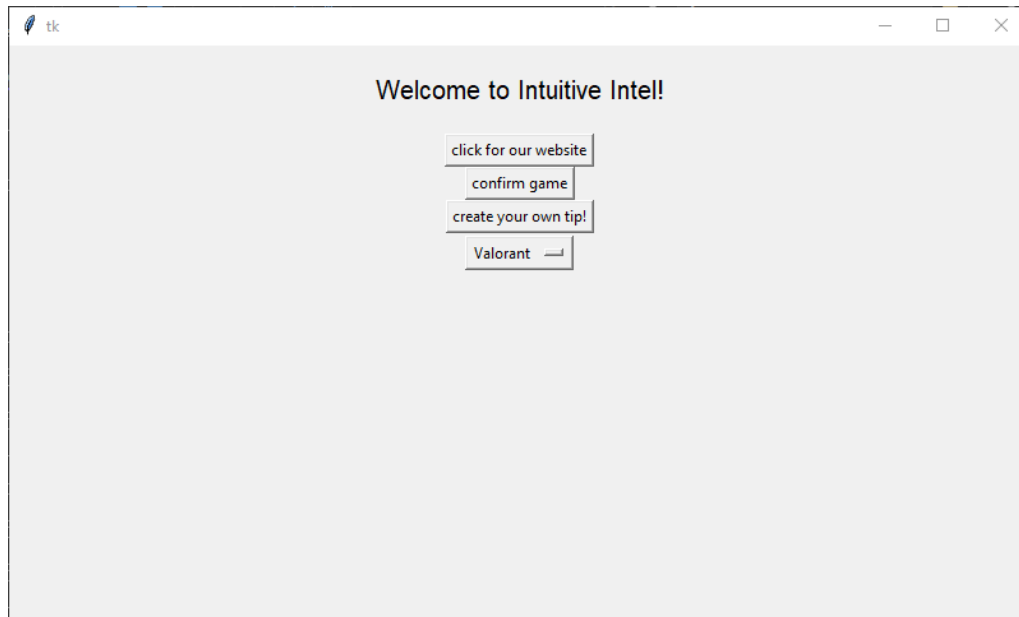 tk
Welcome to Intuitive Intel!
click for our website
confirm game
create your own tip!
Valorant